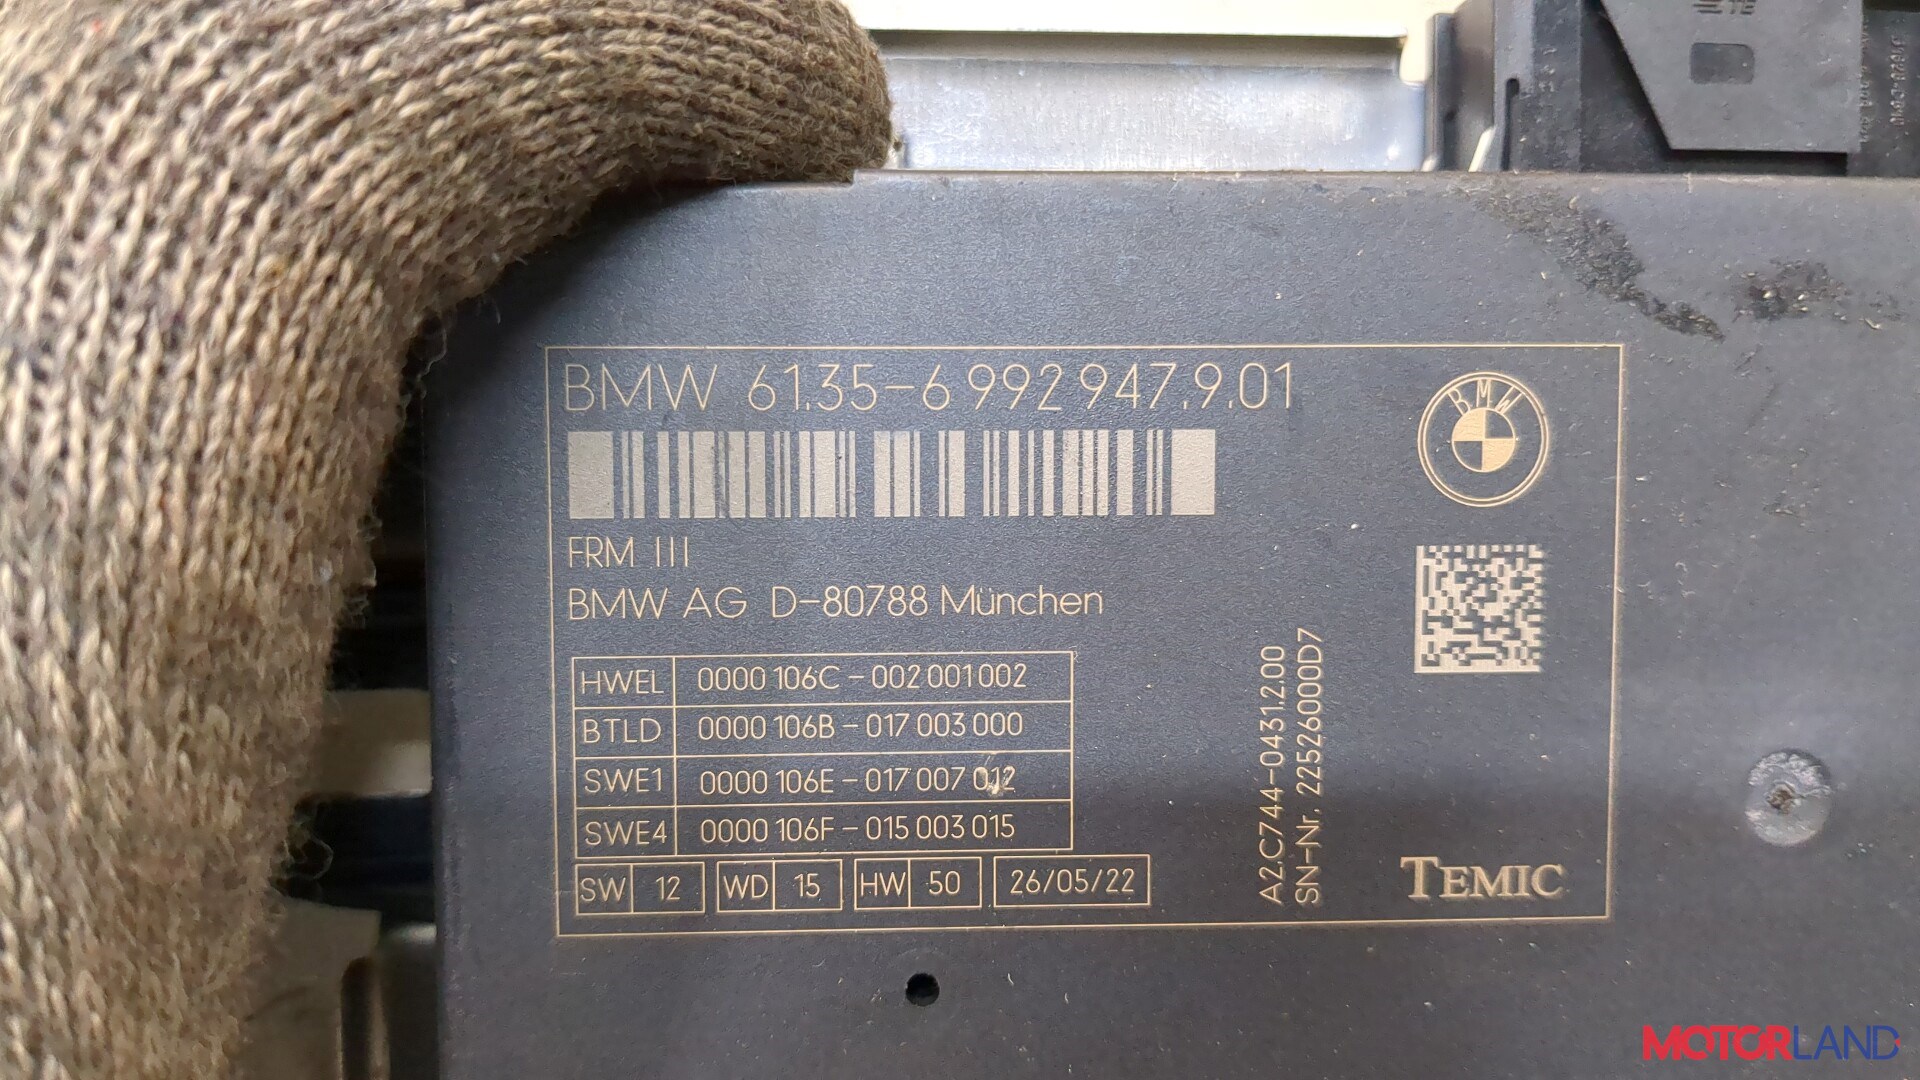 BMW 61.35-6 992 947.9.01
BMW
FRM III
BMW AG D-80788 München
HWEL 0000 106C - 002 001 002
BTLD 0000 106B - 017 003 000
SWE1 0000 106E - 017 007 012
SWE4 0000 106F - 015 003 015
SW 12 WD 15 HW 50 26/05/22
A2.C744-0431.2.00
SN-Nr. 22526000D7
TEMIC
MOTORLAND